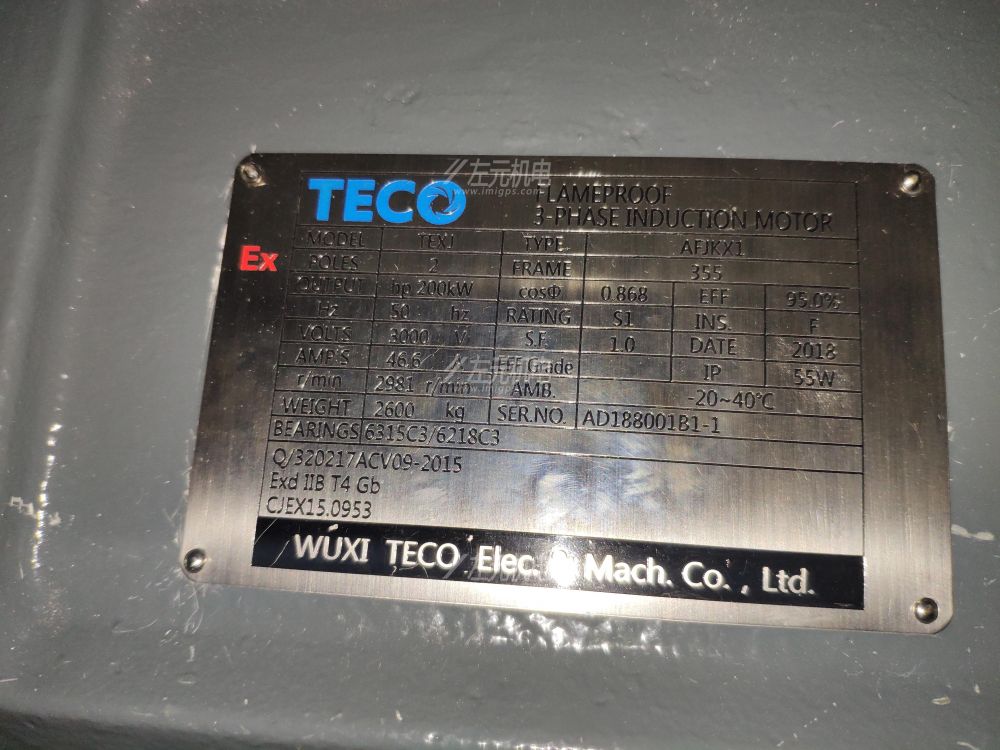 左元机电
www.imigps.com
TECO
FLAMEPROOF
3-PHASE INDUCTION MOTOR
Ex
MODEL TEXJ TYPE AFJKX1
POLES 2 FRAME 355
OUTPUT hp 200kW cosΦ 0.868 EFF 95.0%
Hz 50 hz RATING S1 INS. F
VOLTS 3000 V S.F. 1.0 DATE 2018
AMP'S 46.6 EFF Grade IP 55W
r/min 2981 r/min AMB. -20~40℃
WEIGHT 2600 kg SER.NO. AD188001B1-1
BEARINGS 6315C3/6218C3
Q/320217ACV09-2015
Exd IIB T4 Gb
CJEX15.0953
WUXI TECO Elec. & Mach. Co., Ltd.